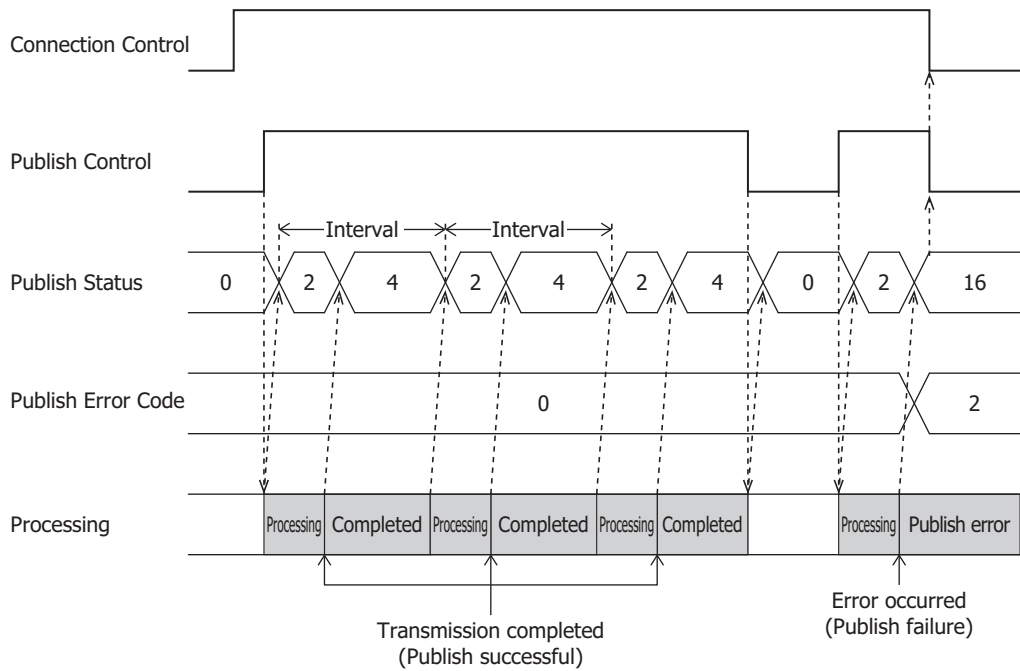 Connection Control
Publish Control
Interval Interval
Publish Status 0 2 4 2 4 2 4 0 2 16
Publish Error Code 0 2
Processing Processing Completed Processing Completed Processing Completed Processing Publish error
Transmission completed
(Publish successful)
Error occurred
(Publish failure)